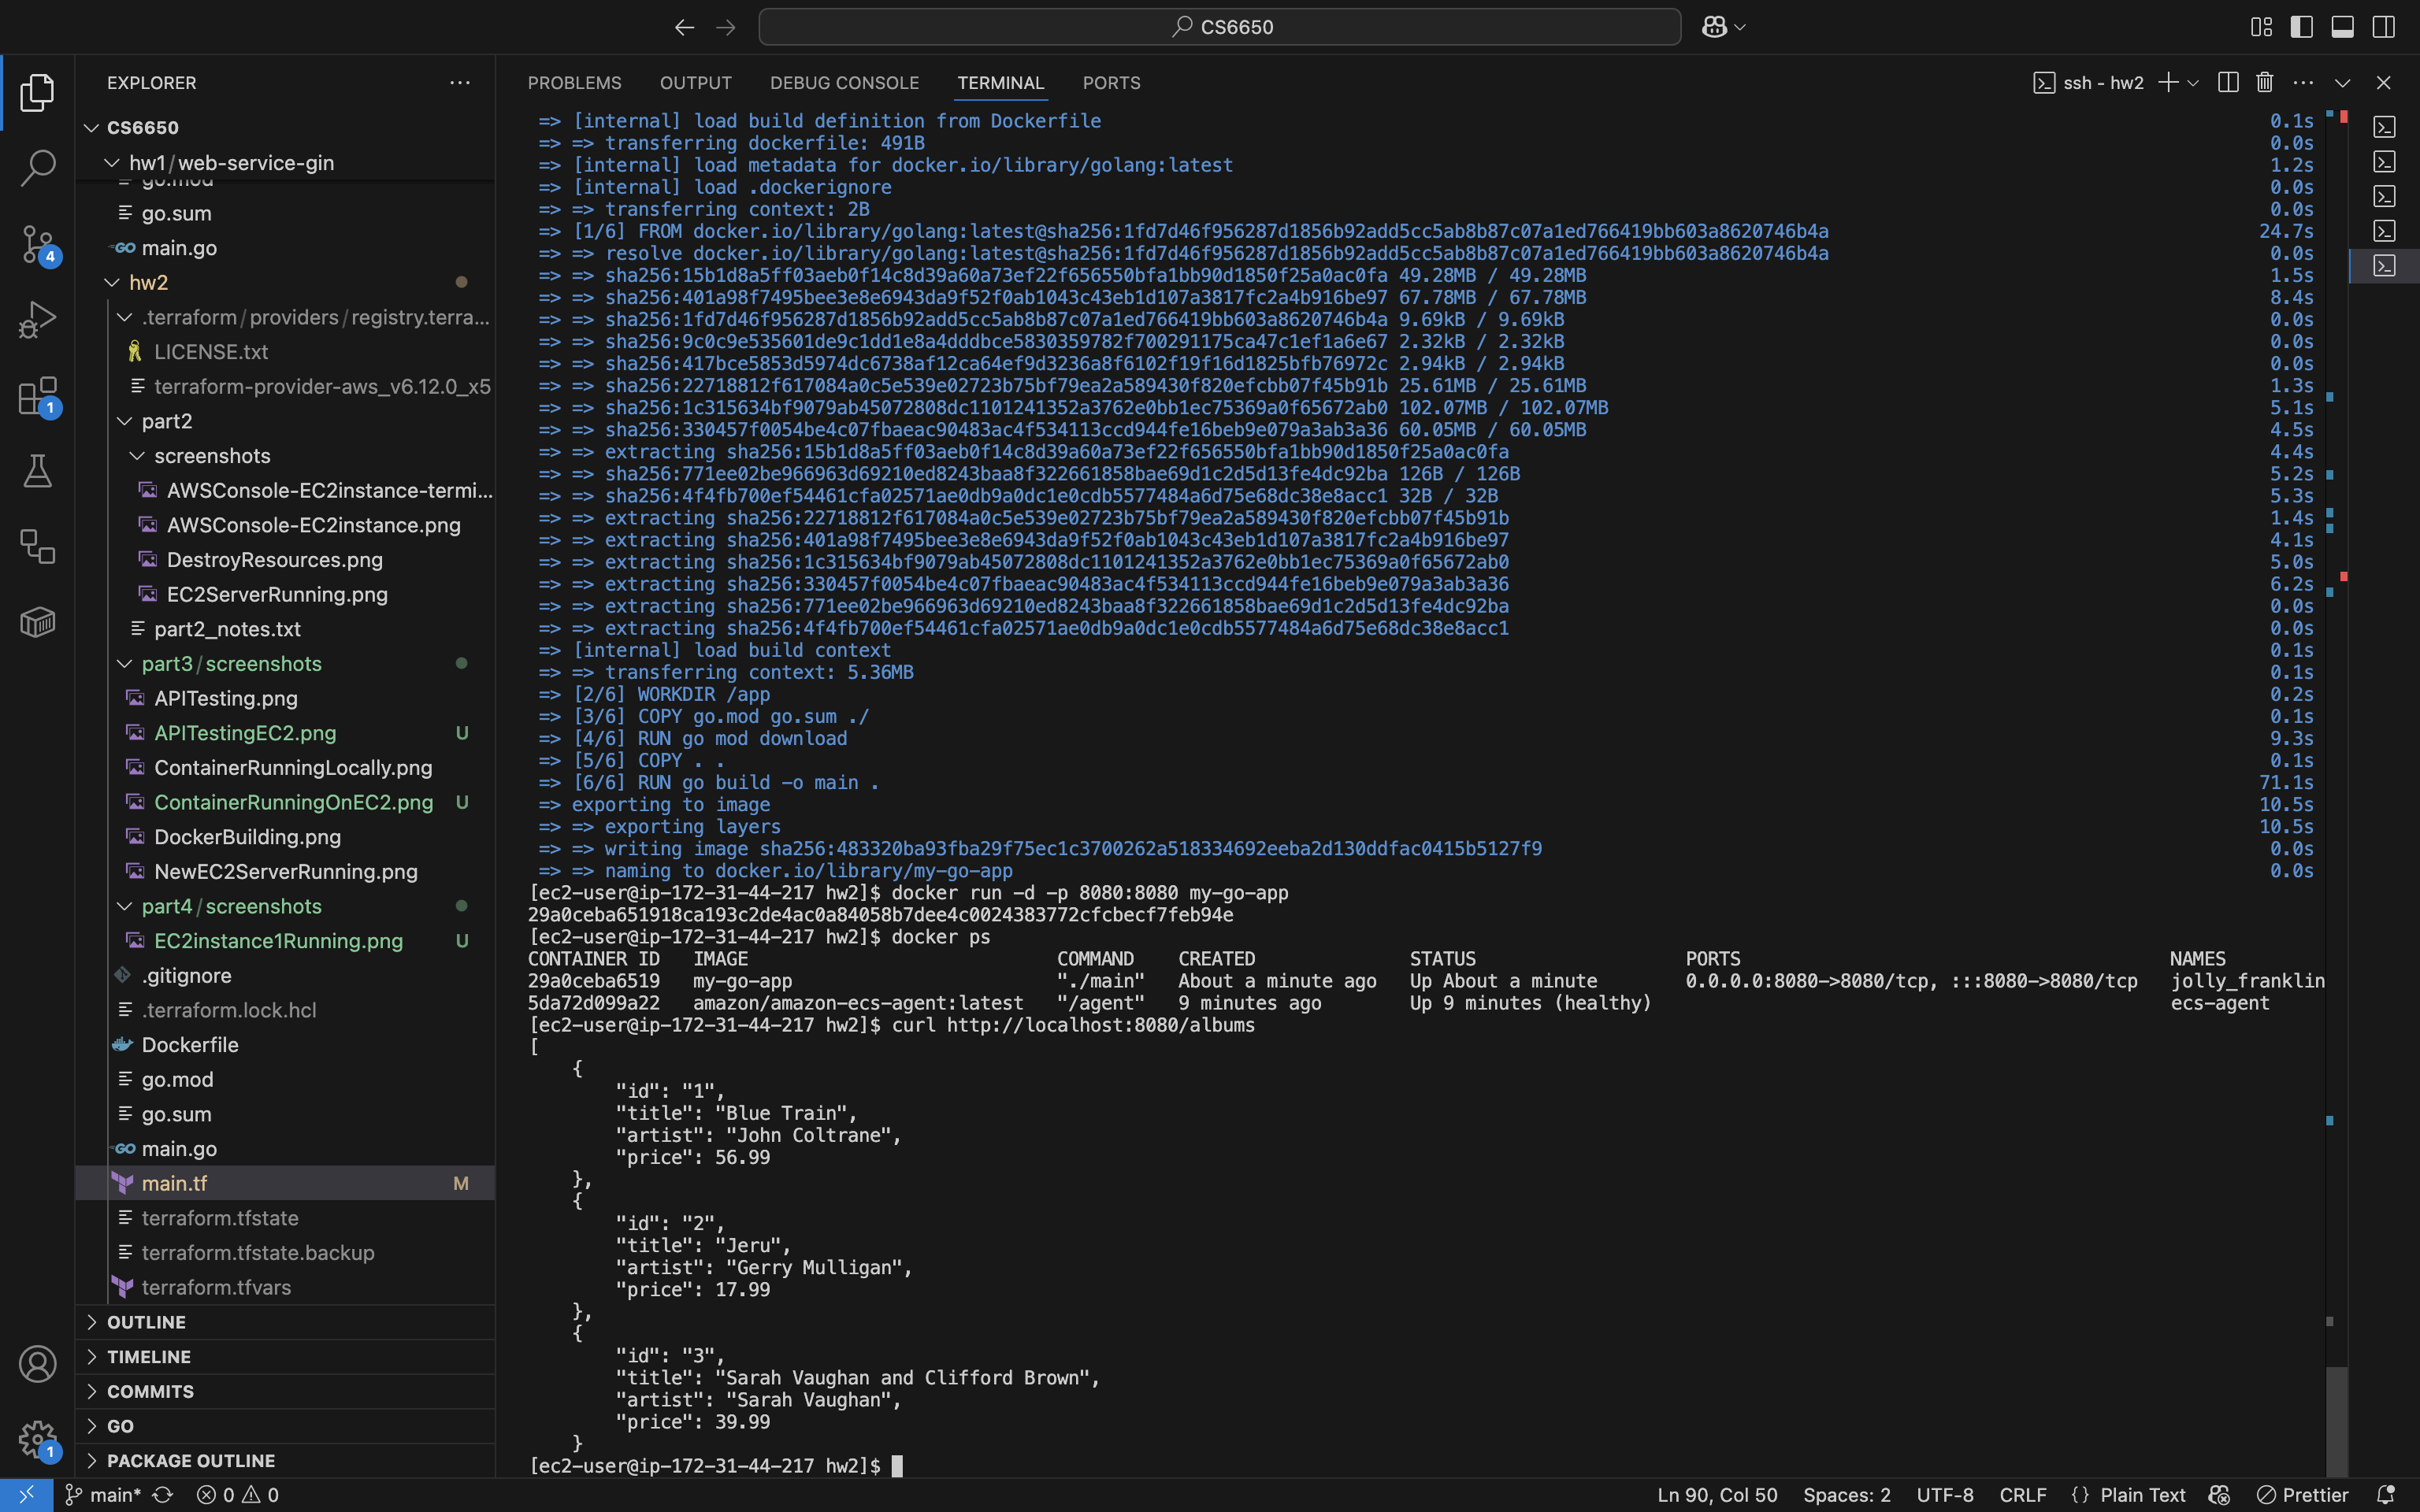 CS6650
EXPLORER
CS6650
hw1/web-service-gin
go.mod
go.sum
main.go
hw2
.terraform/providers/registry.terra...
LICENSE.txt
terraform-provider-aws_v6.12.0_x5
part2
screenshots
AWSConsole-EC2instance-termi...
AWSConsole-EC2instance.png
DestroyResources.png
EC2ServerRunning.png
part2_notes.txt
part3/screenshots
APITesting.png
APITestingEC2.png U
ContainerRunningLocally.png
ContainerRunningOnEC2.png U
DockerBuilding.png
NewEC2ServerRunning.png
part4/screenshots
EC2instance1Running.png U
.gitignore
.terraform.lock.hcl
Dockerfile
go.mod
go.sum
main.go
main.tf M
terraform.tfstate
terraform.tfstate.backup
terraform.tfvars
OUTLINE
TIMELINE
COMMITS
GO
PACKAGE OUTLINE
4
1
1
PROBLEMS OUTPUT DEBUG CONSOLE TERMINAL PORTS
ssh - hw2
=> [internal] load build definition from Dockerfile 0.1s
=> => transferring dockerfile: 491B 0.0s
=> [internal] load metadata for docker.io/library/golang:latest 1.2s
=> [internal] load .dockerignore 0.0s
=> => transferring context: 2B 0.0s
=> [1/6] FROM docker.io/library/golang:latest@sha256:1fd7d46f956287d1856b92add5cc5ab8b87c07a1ed766419bb603a8620746b4a 24.7s
=> => resolve docker.io/library/golang:latest@sha256:1fd7d46f956287d1856b92add5cc5ab8b87c07a1ed766419bb603a8620746b4a 0.0s
=> => sha256:15b1d8a5ff03aeb0f14c8d39a60a73ef22f656550bfa1bb90d1850f25a0ac0fa 49.28MB / 49.28MB 1.5s
=> => sha256:401a98f7495bee3e8e6943da9f52f0ab1043c43eb1d107a3817fc2a4b916be97 67.78MB / 67.78MB 8.4s
=> => sha256:1fd7d46f956287d1856b92add5cc5ab8b87c07a1ed766419bb603a8620746b4a 9.69kB / 9.69kB 0.0s
=> => sha256:9c0c9e535601de9c1dd1e8a4dddbce5830359782f700291175ca47c1ef1a6e67 2.32kB / 2.32kB 0.0s
=> => sha256:417bce5853d5974dc6738af12ca64ef9d3236a8f6102f19f16d1825bfb76972c 2.94kB / 2.94kB 0.0s
=> => sha256:22718812f617084a0c5e539e02723b75bf79ea2a589430f820efcbb07f45b91b 25.61MB / 25.61MB 1.3s
=> => sha256:1c315634bf9079ab45072808dc1101241352a3762e0bb1ec75369a0f65672ab0 102.07MB / 102.07MB 5.1s
=> => sha256:330457f0054be4c07fbaeac90483ac4f534113ccd944fe16beb9e079a3ab3a36 60.05MB / 60.05MB 4.5s
=> => extracting sha256:15b1d8a5ff03aeb0f14c8d39a60a73ef22f656550bfa1bb90d1850f25a0ac0fa 4.4s
=> => sha256:771ee02be966963d69210ed8243baa8f322661858bae69d1c2d5d13fe4dc92ba 126B / 126B 5.2s
=> => sha256:4f4fb700ef54461cfa02571ae0db9a0dc1e0cdb5577484a6d75e68dc38e8acc1 32B / 32B 5.3s
=> => extracting sha256:22718812f617084a0c5e539e02723b75bf79ea2a589430f820efcbb07f45b91b 1.4s
=> => extracting sha256:401a98f7495bee3e8e6943da9f52f0ab1043c43eb1d107a3817fc2a4b916be97 4.1s
=> => extracting sha256:1c315634bf9079ab45072808dc1101241352a3762e0bb1ec75369a0f65672ab0 5.0s
=> => extracting sha256:330457f0054be4c07fbaeac90483ac4f534113ccd944fe16beb9e079a3ab3a36 6.2s
=> => extracting sha256:771ee02be966963d69210ed8243baa8f322661858bae69d1c2d5d13fe4dc92ba 0.0s
=> => extracting sha256:4f4fb700ef54461cfa02571ae0db9a0dc1e0cdb5577484a6d75e68dc38e8acc1 0.0s
=> [internal] load build context 0.1s
=> => transferring context: 5.36MB 0.1s
=> [2/6] WORKDIR /app 0.2s
=> [3/6] COPY go.mod go.sum ./ 0.1s
=> [4/6] RUN go mod download 9.3s
=> [5/6] COPY . . 0.1s
=> [6/6] RUN go build -o main . 71.1s
=> exporting to image 10.5s
=> => exporting layers 10.5s
=> => writing image sha256:483320ba93fba29f75ec1c3700262a518334692eeba2d130ddfac0415b5127f9 0.0s
=> => naming to docker.io/library/my-go-app 0.0s
[ec2-user@ip-172-31-44-217 hw2]$ docker run -d -p 8080:8080 my-go-app
29a0ceba651918ca193c2de4ac0a84058b7dee4c0024383772cfcbecf7feb94e
[ec2-user@ip-172-31-44-217 hw2]$ docker ps
CONTAINER ID IMAGE COMMAND CREATED STATUS PORTS NAMES
29a0ceba6519 my-go-app "./main" About a minute ago Up About a minute 0.0.0.0:8080->8080/tcp, :::8080->8080/tcp jolly_franklin
5da72d099a22 amazon/amazon-ecs-agent:latest "/agent" 9 minutes ago Up 9 minutes (healthy) ecs-agent
[ec2-user@ip-172-31-44-217 hw2]$ curl http://localhost:8080/albums
[
{
"id": "1",
"title": "Blue Train",
"artist": "John Coltrane",
"price": 56.99
},
{
"id": "2",
"title": "Jeru",
"artist": "Gerry Mulligan",
"price": 17.99
},
{
"id": "3",
"title": "Sarah Vaughan and Clifford Brown",
"artist": "Sarah Vaughan",
"price": 39.99
}
[ec2-user@ip-172-31-44-217 hw2]$
main* 0 0 Ln 90, Col 50 Spaces: 2 UTF-8 CRLF {} Plain Text Prettier